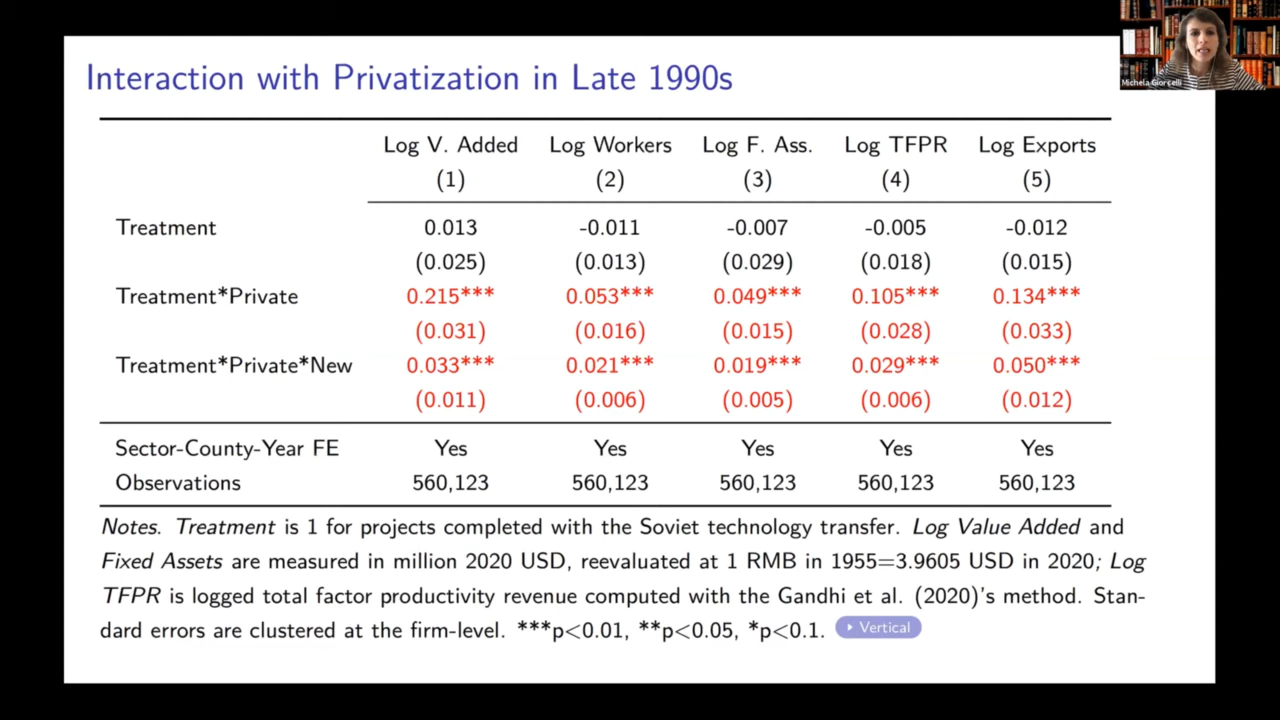 Michela Giorcelli
Interaction with Privatization in Late 1990s
Log V. Added Log Workers Log F. Ass. Log TFPR Log Exports
(1) (2) (3) (4) (5)
Treatment 0.013 -0.011 -0.007 -0.005 -0.012
(0.025) (0.013) (0.029) (0.018) (0.015)
Treatment*Private 0.215*** 0.053*** 0.049*** 0.105*** 0.134***
(0.031) (0.016) (0.015) (0.028) (0.033)
Treatment*Private*New 0.033*** 0.021*** 0.019*** 0.029*** 0.050***
(0.011) (0.006) (0.005) (0.006) (0.012)
Sector-County-Year FE Yes Yes Yes Yes Yes
Observations 560,123 560,123 560,123 560,123 560,123
Notes. Treatment is 1 for projects completed with the Soviet technology transfer. Log Value Added and
Fixed Assets are measured in million 2020 USD, reevaluated at 1 RMB in 1955=3.9605 USD in 2020; Log
TFPR is logged total factor productivity revenue computed with the Gandhi et al. (2020)'s method. Stan-
dard errors are clustered at the firm-level. ***p<0.01, **p<0.05, *p<0.1. Vertical